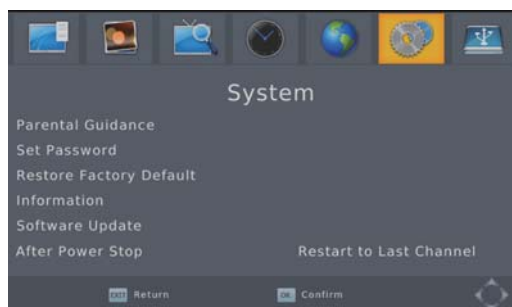 System
Parental Guidance
Set Password
Restore Factory Default
Information
Software Update
After Power Stop Restart to Last Channel
EXIT Return OK Confirm